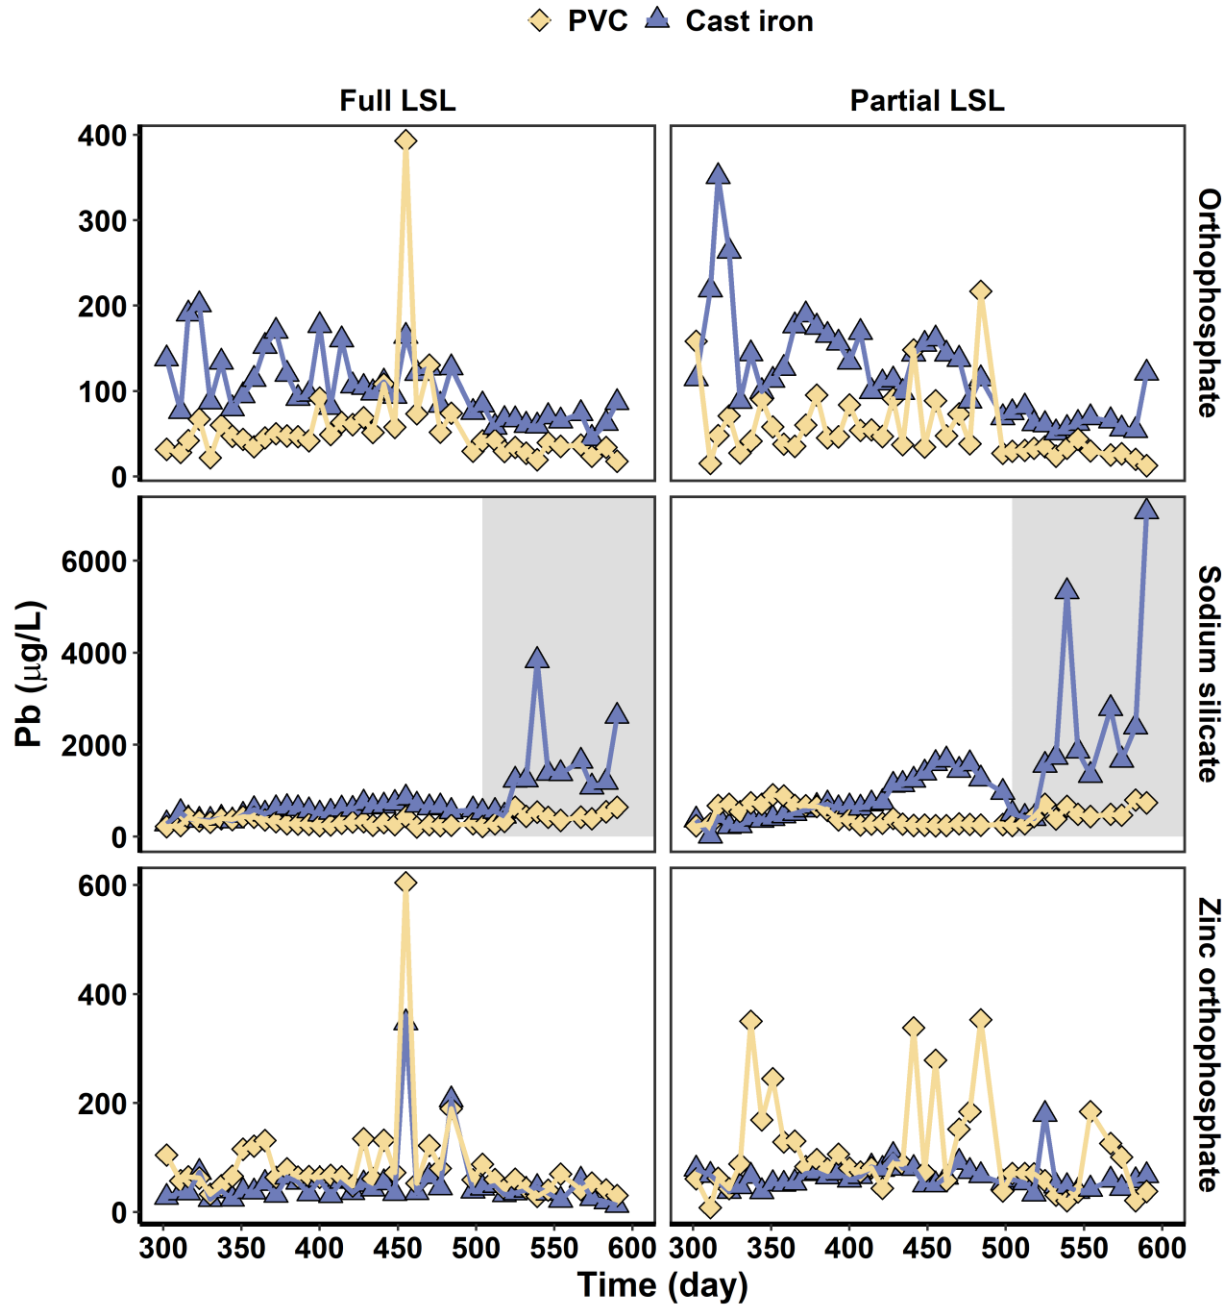 PVC Cast iron
Full LSL Partial LSL
400
300
200
100
0
Orthophosphate
6000
4000
2000
0
Sodium silicate
Pb (μg/L)
600
400
200
0
Zinc orthophosphate
300 350 400 450 500 550 600 300 350 400 450 500 550 600
Time (day)